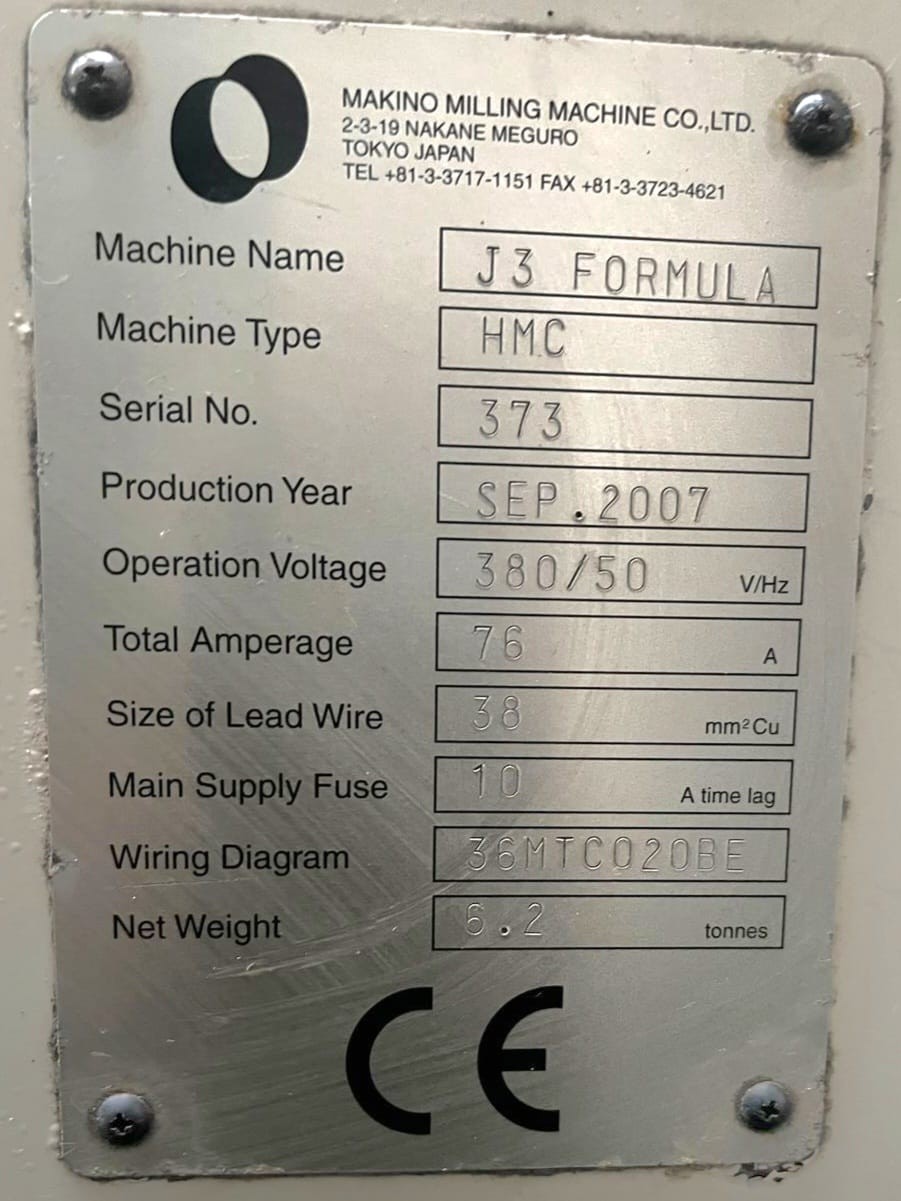 MAKINO MILLING MACHINE CO.,LTD.
2-3-19 NAKANE MEGURO
TOKYO JAPAN
TEL +81-3-3717-1151 FAX +81-3-3723-4621
Machine Name J3 FORMULA
Machine Type HMC
Serial No. 373
Production Year SEP.2007
Operation Voltage 380/50 V/Hz
Total Amperage 76 A
Size of Lead Wire 38 mm² Cu
Main Supply Fuse 10 A time lag
Wiring Diagram 36MTC020BE
Net Weight 6.2 tonnes
CE